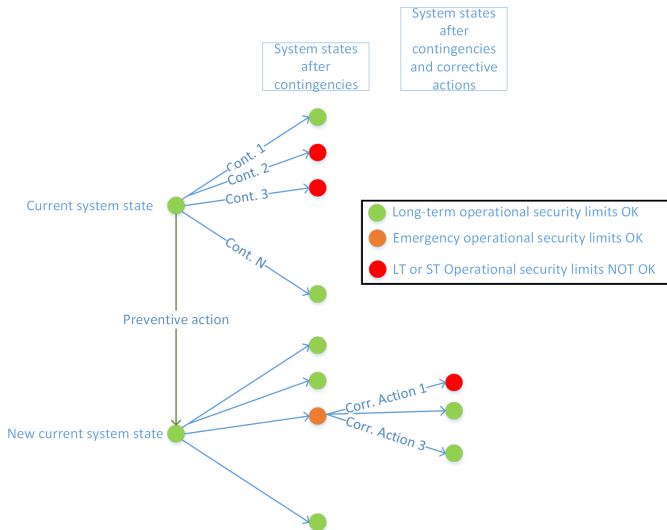 System states
after
contingencies
System states
after
contingencies
and corrective
actions
Cont. 1
Cont. 2
Cont. 3
Current system state
Cont. N
Long-term operational security limits OK
Emergency operational security limits OK
LT or ST Operational security limits NOT OK
Preventive action
Corr. Action 1
Corr. Action 3
New current system state